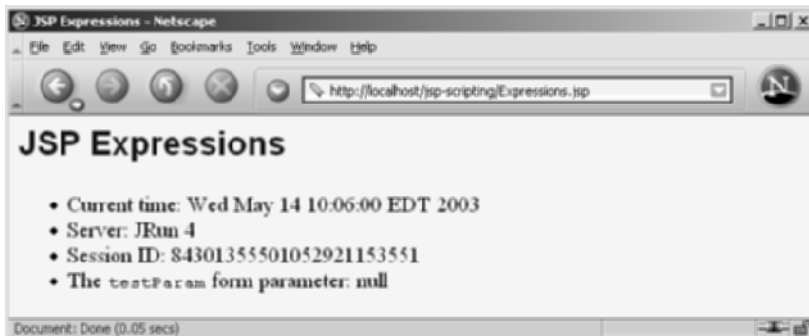 JSP Expressions - Netscape
File Edit View Go Bookmarks Tools Window Help
http://localhost/jsp-scripting/Expressions.jsp
N
JSP Expressions
• Current time: Wed May 14 10:06:00 EDT 2003
• Server: JRun 4
• Session ID: 84301355501052921153551
• The testParam form parameter: null
Document: Done (0.05 secs)